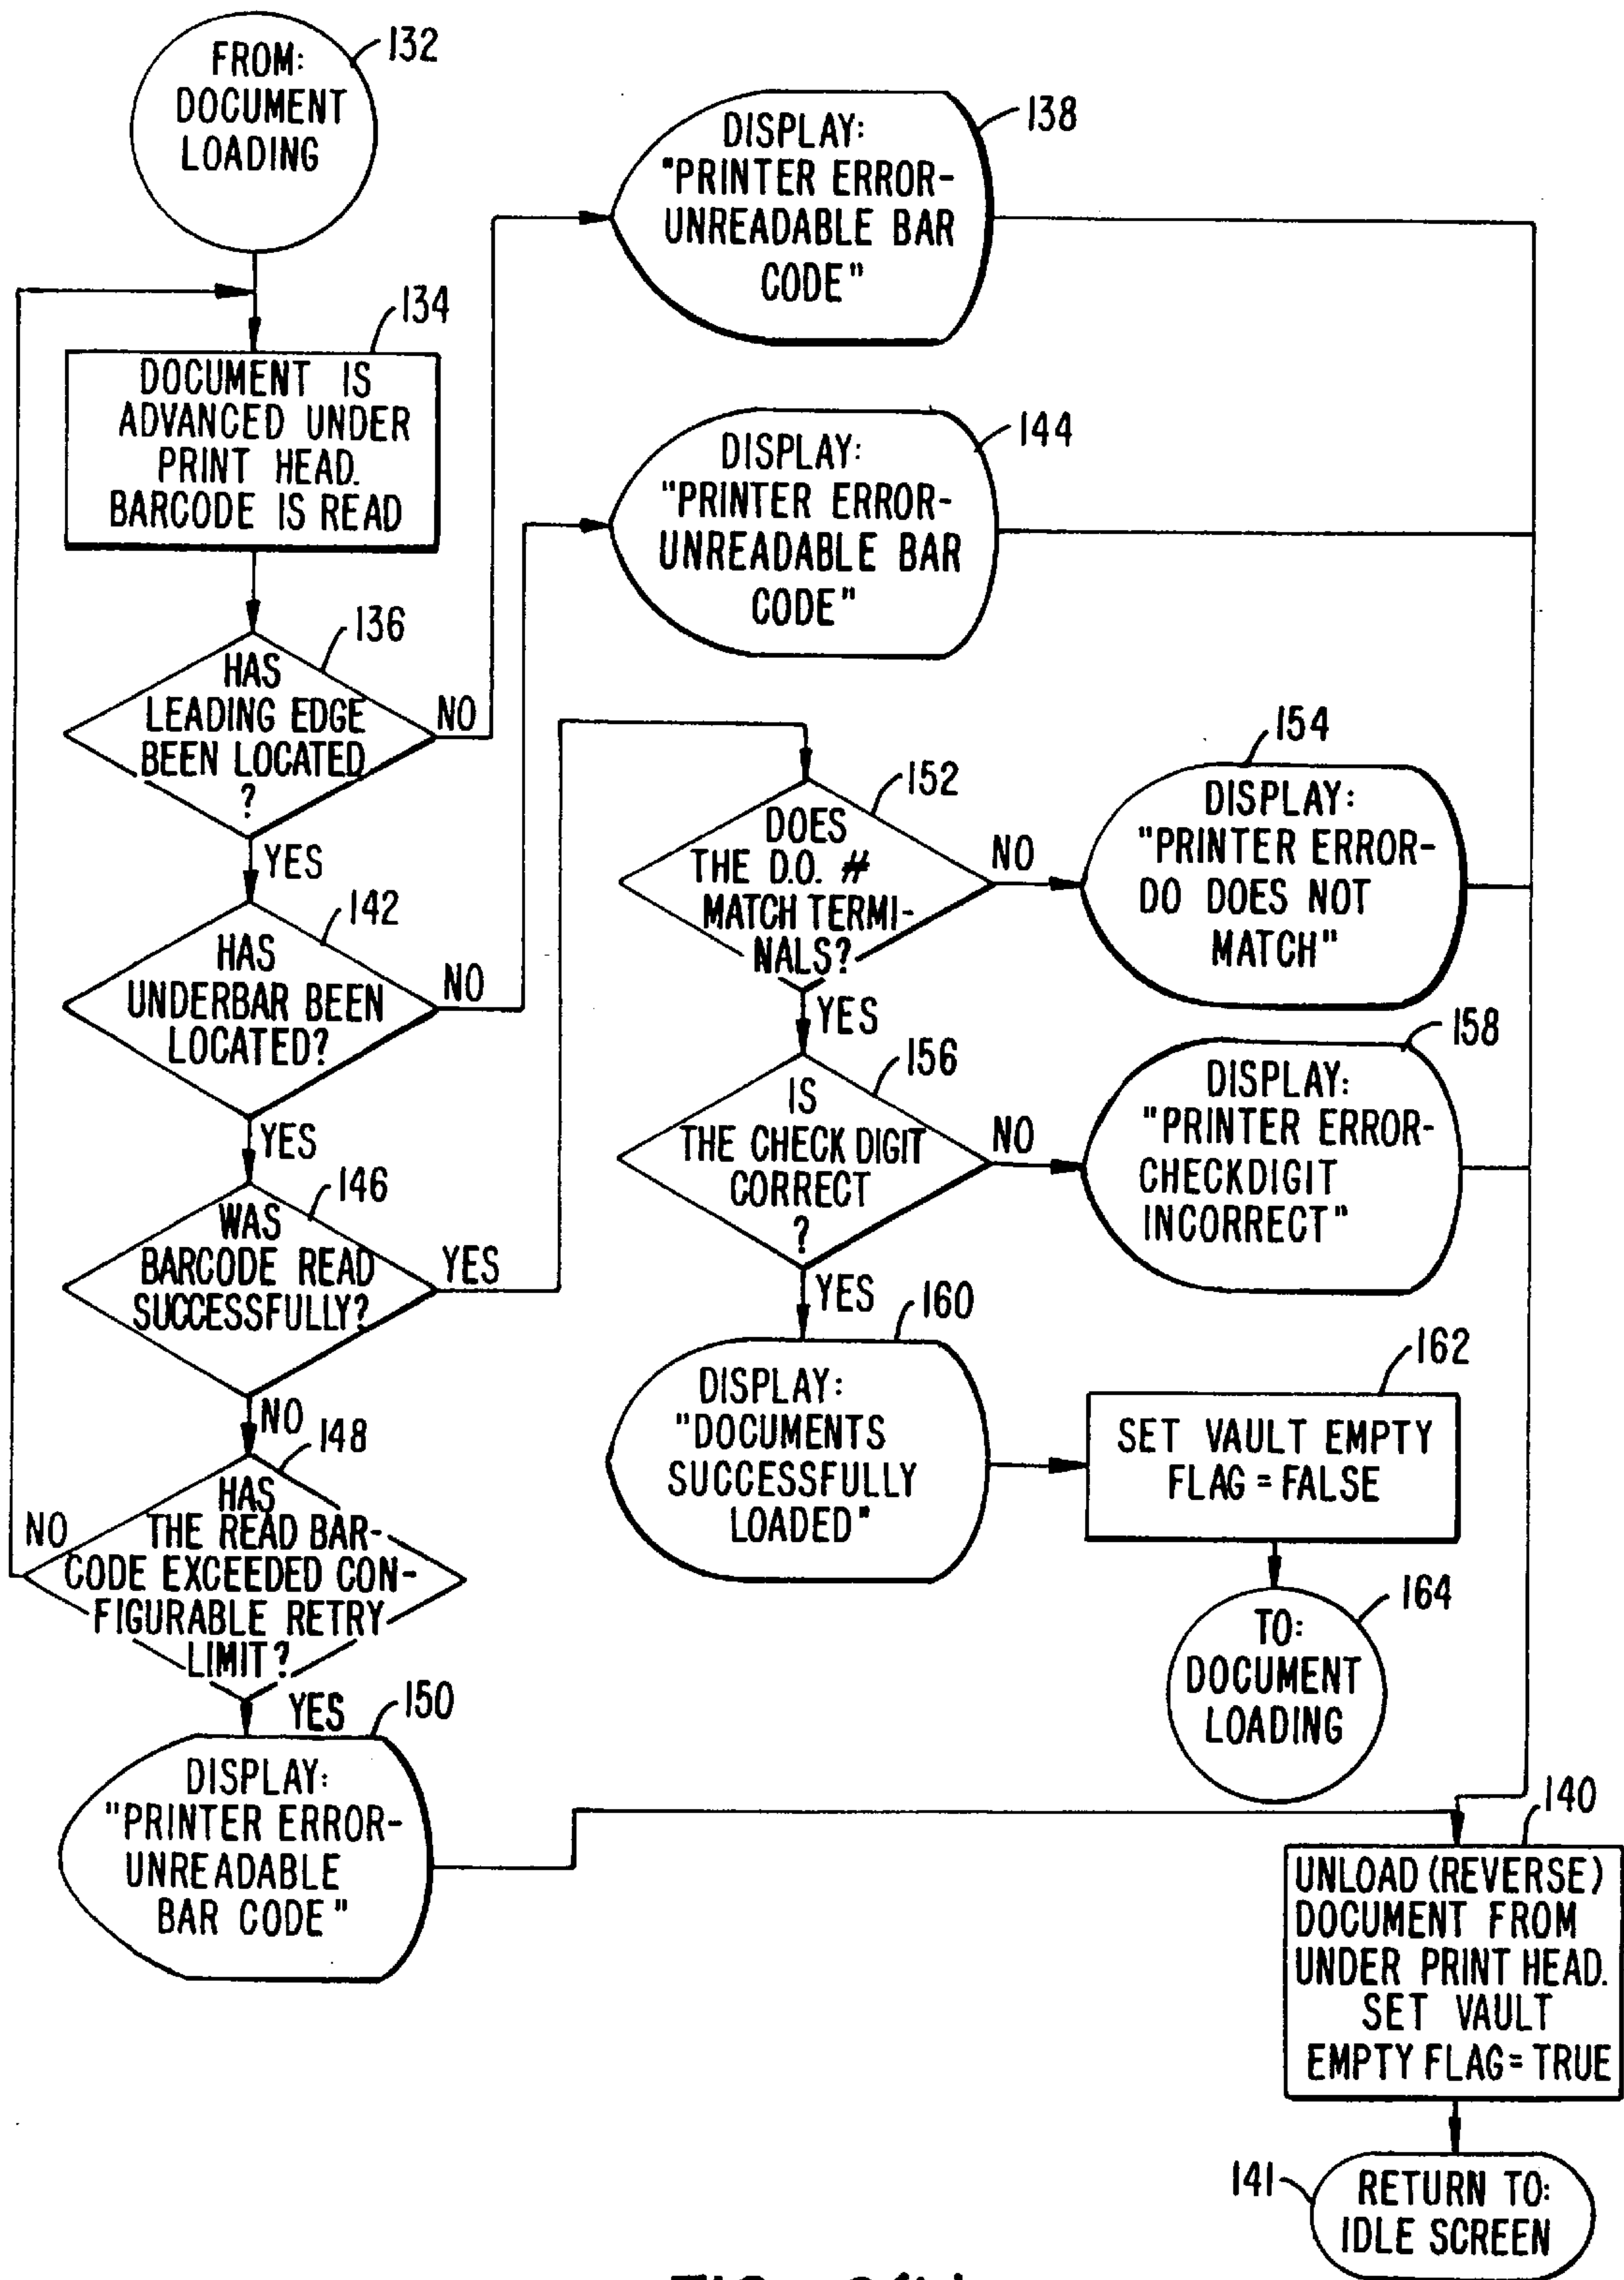 FROM:
DOCUMENT
LOADING
132
134
DOCUMENT IS
ADVANCED UNDER
PRINT HEAD.
BARCODE IS READ
136
HAS
LEADING EDGE
BEEN LOCATED
?
NO
YES
138
DISPLAY:
"PRINTER ERROR-
UNREADABLE BAR
CODE"
142
HAS
UNDERBAR BEEN
LOCATED?
NO
YES
144
DISPLAY:
"PRINTER ERROR-
UNREADABLE BAR
CODE"
146
WAS
BARCODE READ
SUCCESSFULLY?
YES
NO
148
HAS
THE READ BAR-
CODE EXCEEDED CON-
FIGURABLE RETRY
LIMIT?
NO
YES
150
DISPLAY:
"PRINTER ERROR-
UNREADABLE
BAR CODE"
152
DOES
THE D.O. #
MATCH TERMI-
NALS?
NO
YES
154
DISPLAY:
"PRINTER ERROR-
DO DOES NOT
MATCH"
156
IS
THE CHECK DIGIT
CORRECT
?
NO
YES
158
DISPLAY:
"PRINTER ERROR-
CHECKDIGIT
INCORRECT"
160
DISPLAY:
"DOCUMENTS
SUCCESSFULLY
LOADED"
162
SET VAULT EMPTY
FLAG = FALSE
164
TO:
DOCUMENT
LOADING
140
UNLOAD (REVERSE)
DOCUMENT FROM
UNDER PRINT HEAD.
SET VAULT
EMPTY FLAG = TRUE
141
RETURN TO:
IDLE SCREEN